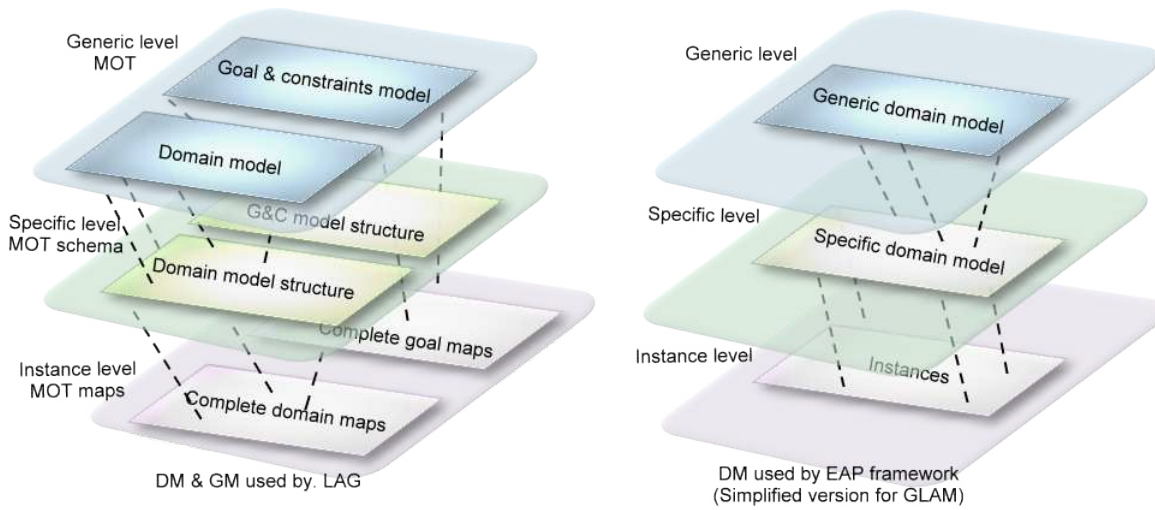 Generic level
MOT
Goal & constraints model
Domain model
Specific level
MOT schema
G&C model structure
Domain model structure
Instance level
MOT maps
Complete goal maps
Complete domain maps
DM & GM used by. LAG
Generic level
Generic domain model
Specific level
Specific domain model
Instance level
Instances
DM used by EAP framework
(Simplified version for GLAM)